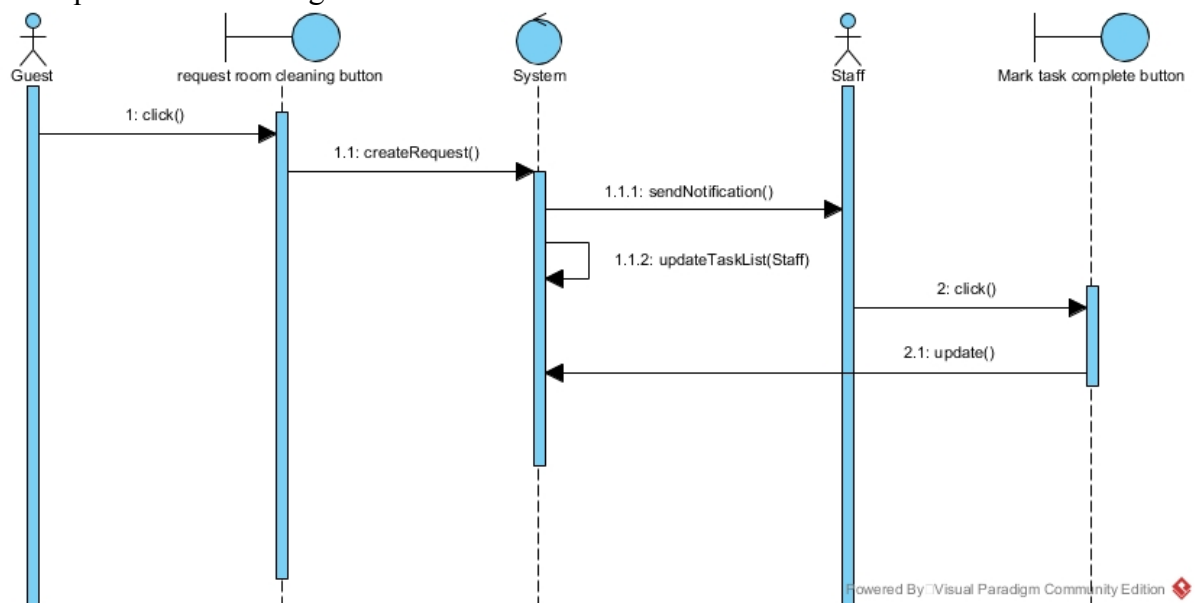 Guest
request room cleaning button
System
Staff
Mark task complete button
1: click()
1.1: createRequest()
1.1.1: sendNotification()
1.1.2: updateTaskList(Staff)
2: click()
2.1: update()
Powered By Visual Paradigm Community Edition